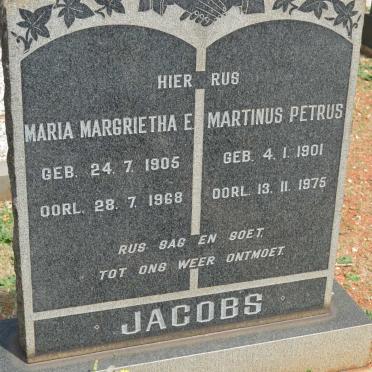 HIER RUS
MARIA MARGRIETHA E.
GEB. 24. 7. 1905
OORL. 28. 7. 1968
MARTINUS PETRUS
GEB. 4. 1. 1901
OORL. 13. 11. 1975
RUS SAG EN SOET.
TOT ONS WEER ONTMOET.
JACOBS